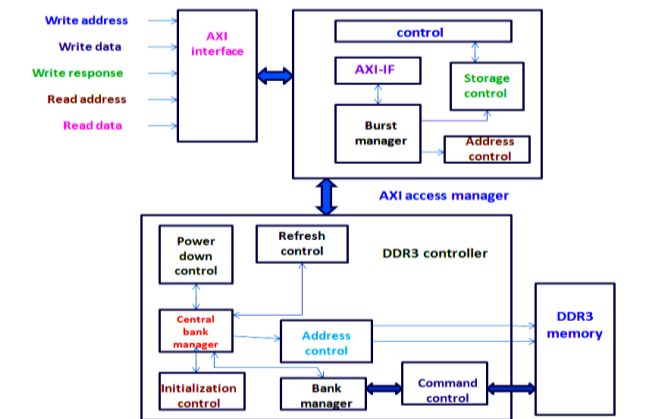 Write address
Write data
Write response
Read address
Read data
AXI
interface
control
AXI-IF
Storage
control
Burst
manager
Address
control
AXI access manager
Power
down
control
Refresh
control
DDR3 controller
Central
bank
manager
Address
control
Initialization
control
Bank
manager
Command
control
DDR3
memory